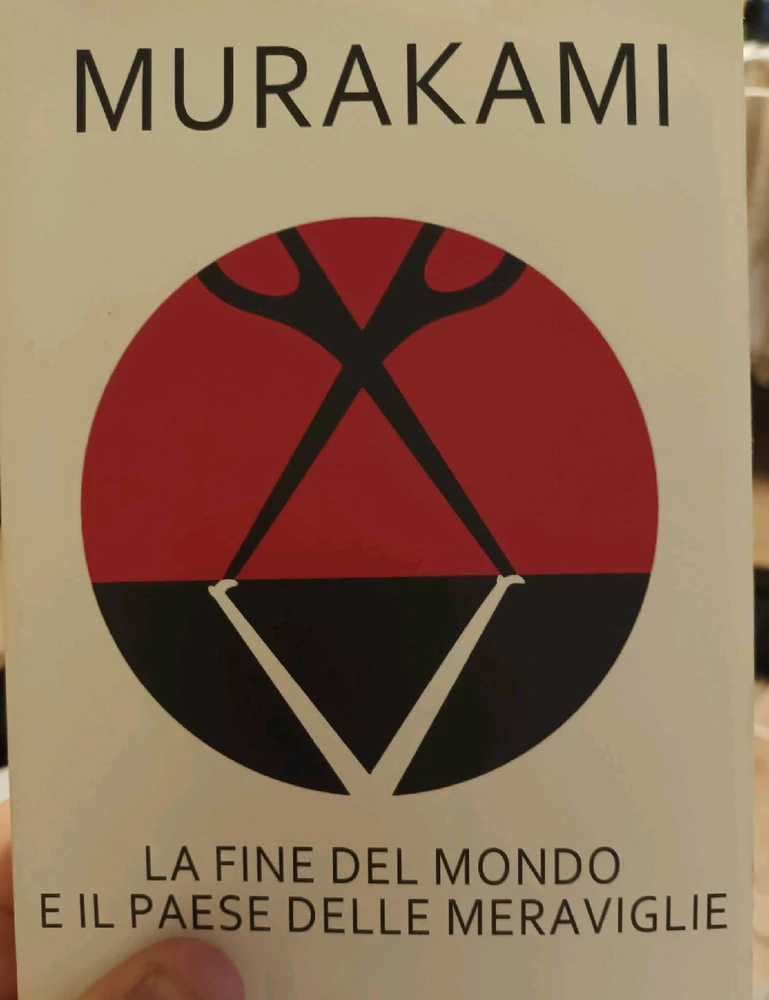 MURAKAMI
LA FINE DEL MONDO
E IL PAESE DELLE MERAVIGLIE